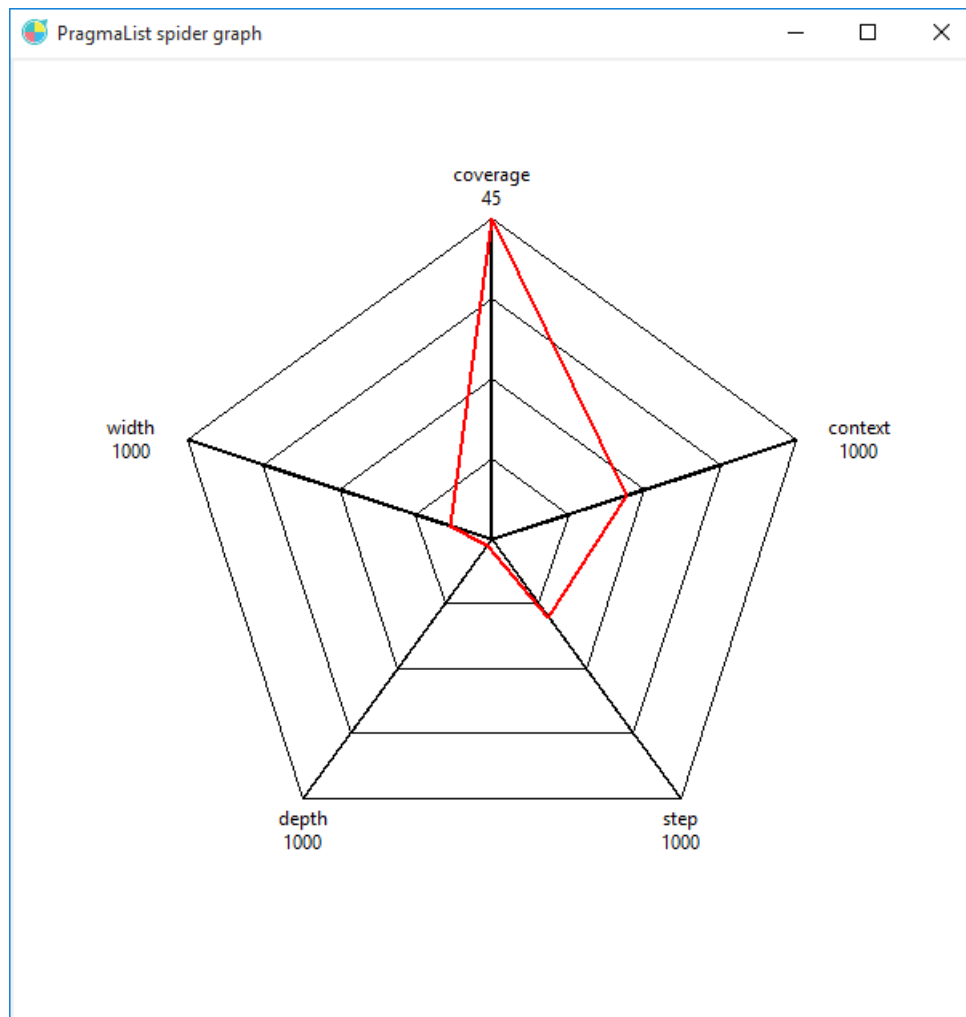 PragmaList spider graph
coverage
45
width
1000
context
1000
depth
1000
step
1000